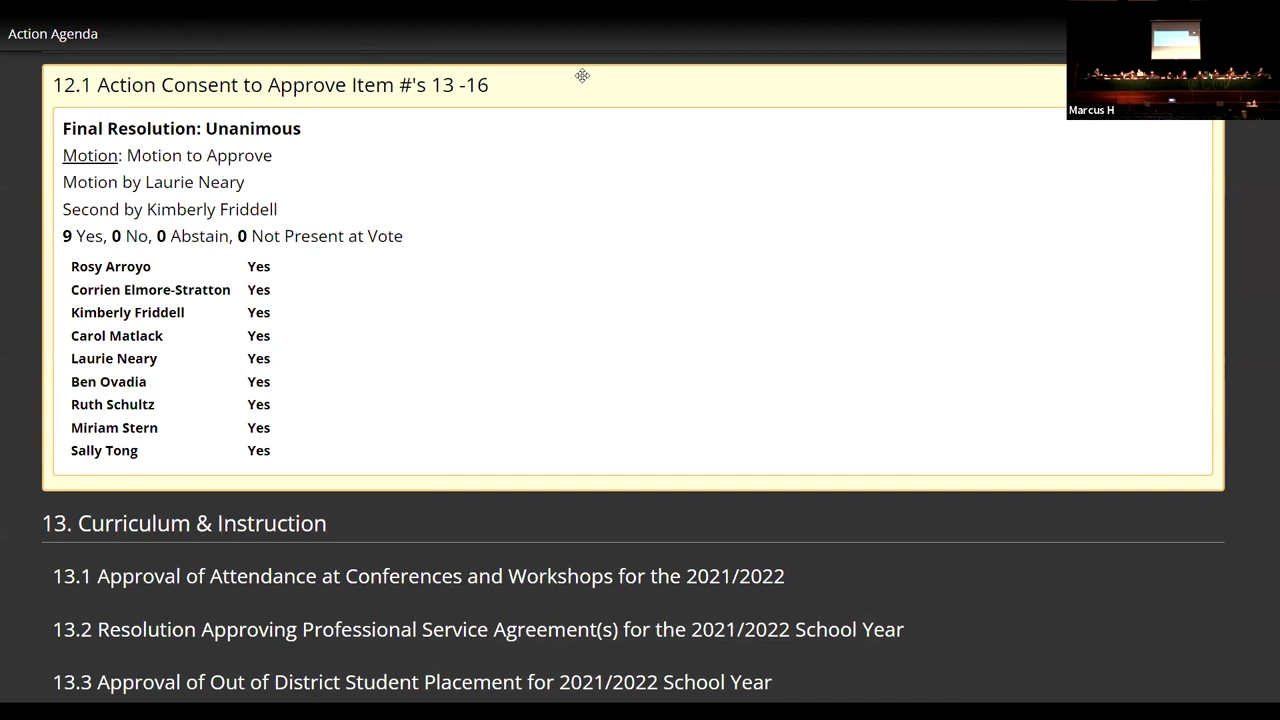 Action Agenda
Marcus H
12.1 Action Consent to Approve Item #'s 13 -16
Final Resolution: Unanimous
Motion: Motion to Approve
Motion by Laurie Neary
Second by Kimberly Friddell
9 Yes, 0 No, 0 Abstain, 0 Not Present at Vote
Rosy Arroyo Yes
Corrien Elmore-Stratton Yes
Kimberly Friddell Yes
Carol Matlack Yes
Laurie Neary Yes
Ben Ovadia Yes
Ruth Schultz Yes
Miriam Stern Yes
Sally Tong Yes
13. Curriculum & Instruction
13.1 Approval of Attendance at Conferences and Workshops for the 2021/2022
13.2 Resolution Approving Professional Service Agreement(s) for the 2021/2022 School Year
13.3 Approval of Out of District Student Placement for 2021/2022 School Year